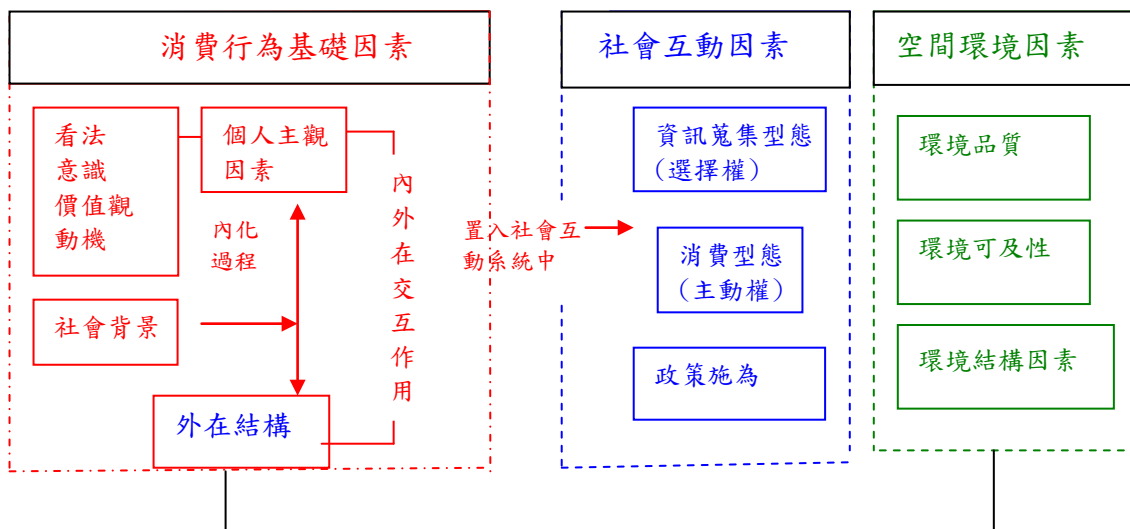 消費行為基礎因素
社會互動因素
空間環境因素
看法
意識
價值觀
動機
個人主觀
因素
內化
過程
社會背景
外在結構
內外在交互作用
置入社會互
動系統中
資訊蒐集型態
(選擇權)
消費型態
(主動權)
政策施為
環境品質
環境可及性
環境結構因素